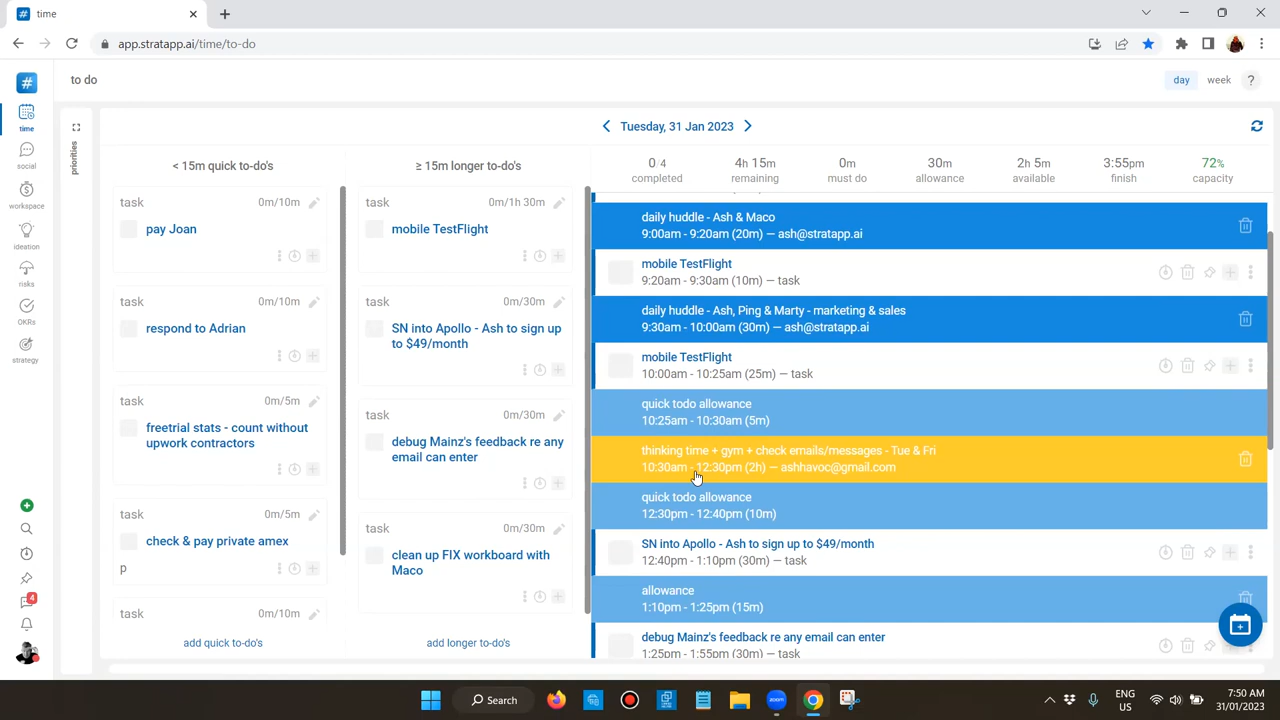 time
app.stratapp.ai/time/to-do
to do
day
week
?
time
social
workspace
ideation
risks
OKRs
strategy
4
priorities
Tuesday, 31 Jan 2023
0/4
completed
4h 15m
remaining
0m
must do
30m
allowance
2h 5m
available
3:55pm
finish
72%
capacity
< 15m quick to-do's
task
0m/10m
pay Joan
task
0m/10m
respond to Adrian
task
0m/5m
freetrial stats - count without
upwork contractors
task
0m/5m
check & pay private amex
p
task
0m/10m
add quick to-do's
≥ 15m longer to-do's
task
0m/1h 30m
mobile TestFlight
task
0m/30m
SN into Apollo - Ash to sign up
to $49/month
task
0m/30m
debug Mainz's feedback re any
email can enter
task
0m/30m
clean up FIX workboard with
Maco
add longer to-do's
daily huddle - Ash & Maco
9:00am - 9:20am (20m) — ash@stratapp.ai
mobile TestFlight
9:20am - 9:30am (10m) — task
daily huddle - Ash, Ping & Marty - marketing & sales
9:30am - 10:00am (30m) — ash@stratapp.ai
mobile TestFlight
10:00am - 10:25am (25m) — task
quick todo allowance
10:25am - 10:30am (5m)
thinking time + gym + check emails/messages - Tue & Fri
10:30am - 12:30pm (2h) — ashhavoc@gmail.com
quick todo allowance
12:30pm - 12:40pm (10m)
SN into Apollo - Ash to sign up to $49/month
12:40pm - 1:10pm (30m) — task
allowance
1:10pm - 1:25pm (15m)
debug Mainz's feedback re any email can enter
1:25pm - 1:55pm (30m) — task
Search
zoom
ENG
US
7:50 AM
31/01/2023